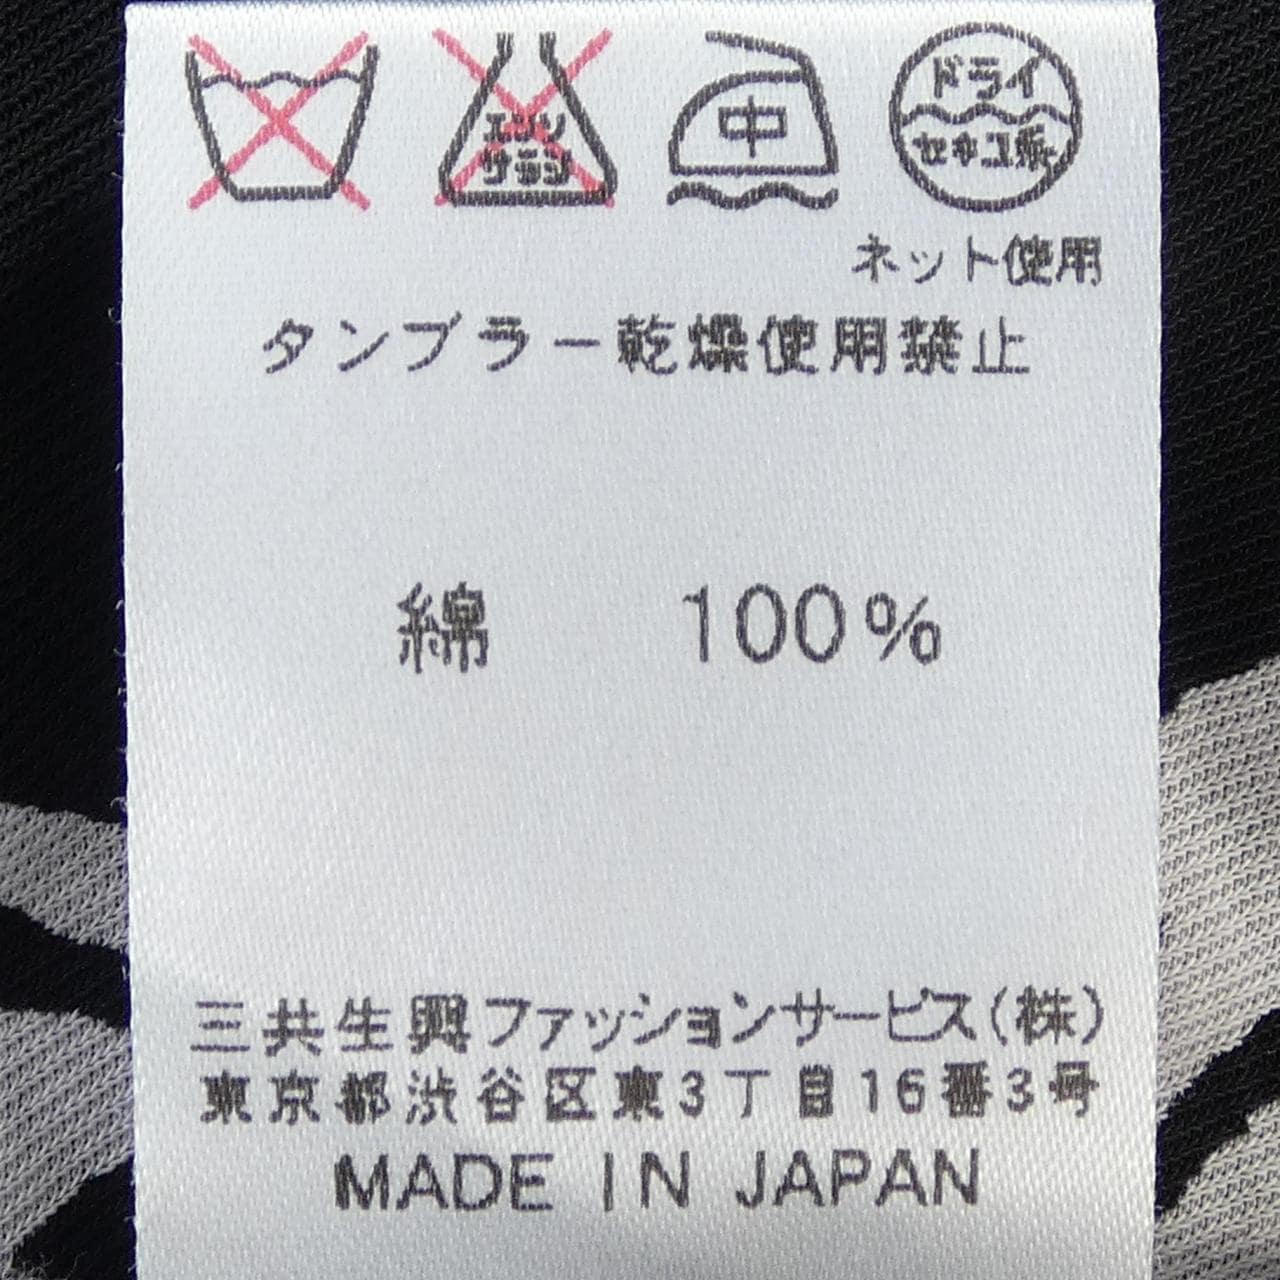 エンソ サラシ 中 ドライ セキユ系
ネット使用
タンブラー乾燥使用禁止
綿 100%
三共生興ファッションサービス(株)
東京都渋谷区東3丁目16番3号
MADE IN JAPAN